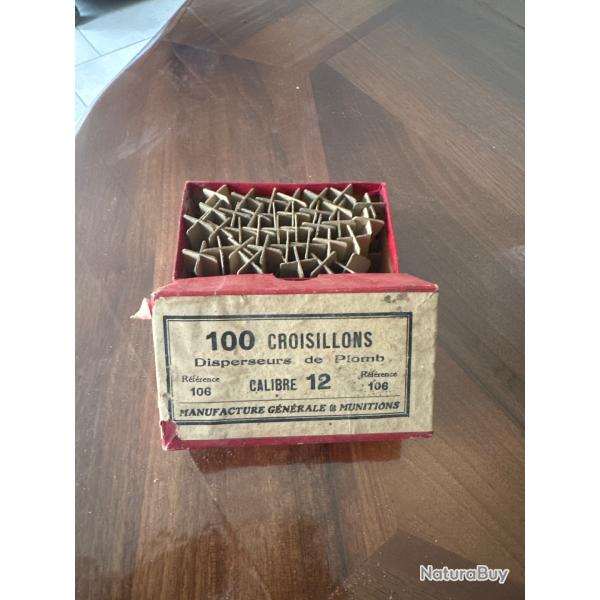 100 CROISILLONS
Disperseurs de Plomb
Référence 106 CALIBRE 12 Référence 106
MANUFACTURE GÉNÉRALE DE MUNITIONS
NaturaBuy